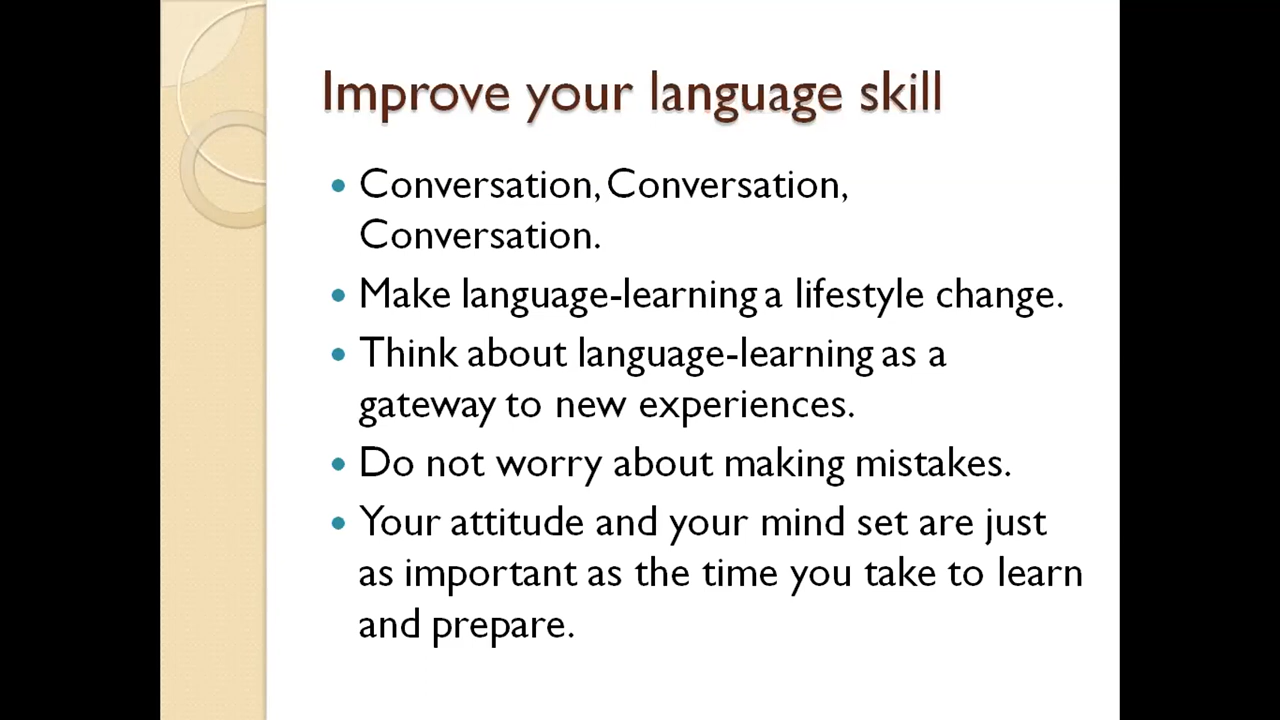 Improve your language skill
Conversation, Conversation,
Conversation.
Make language-learning a lifestyle change.
Think about language-learning as a
gateway to new experiences.
Do not worry about making mistakes.
Your attitude and your mind set are just
as important as the time you take to learn
and prepare.